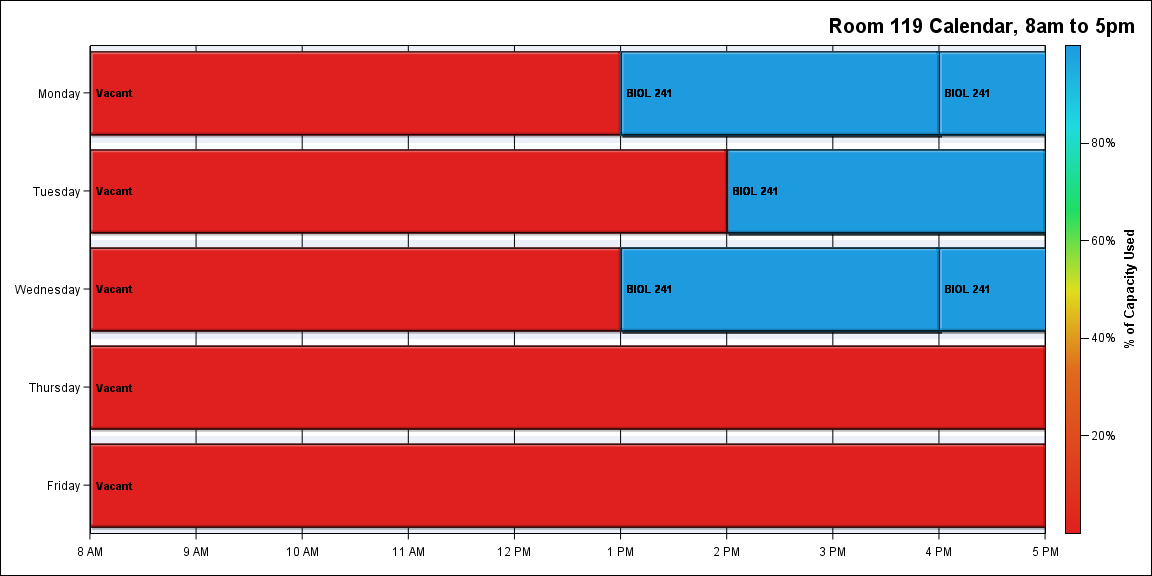 Room 119 Calendar, 8am to 5pm
Monday
Vacant
BIOL 241
BIOL 241
80%
Tuesday
Vacant
BIOL 241
60%
% of Capacity Used
Wednesday
Vacant
BIOL 241
BIOL 241
40%
Thursday
Vacant
20%
Friday
Vacant
8 AM 9 AM 10 AM 11 AM 12 PM 1 PM 2 PM 3 PM 4 PM 5 PM